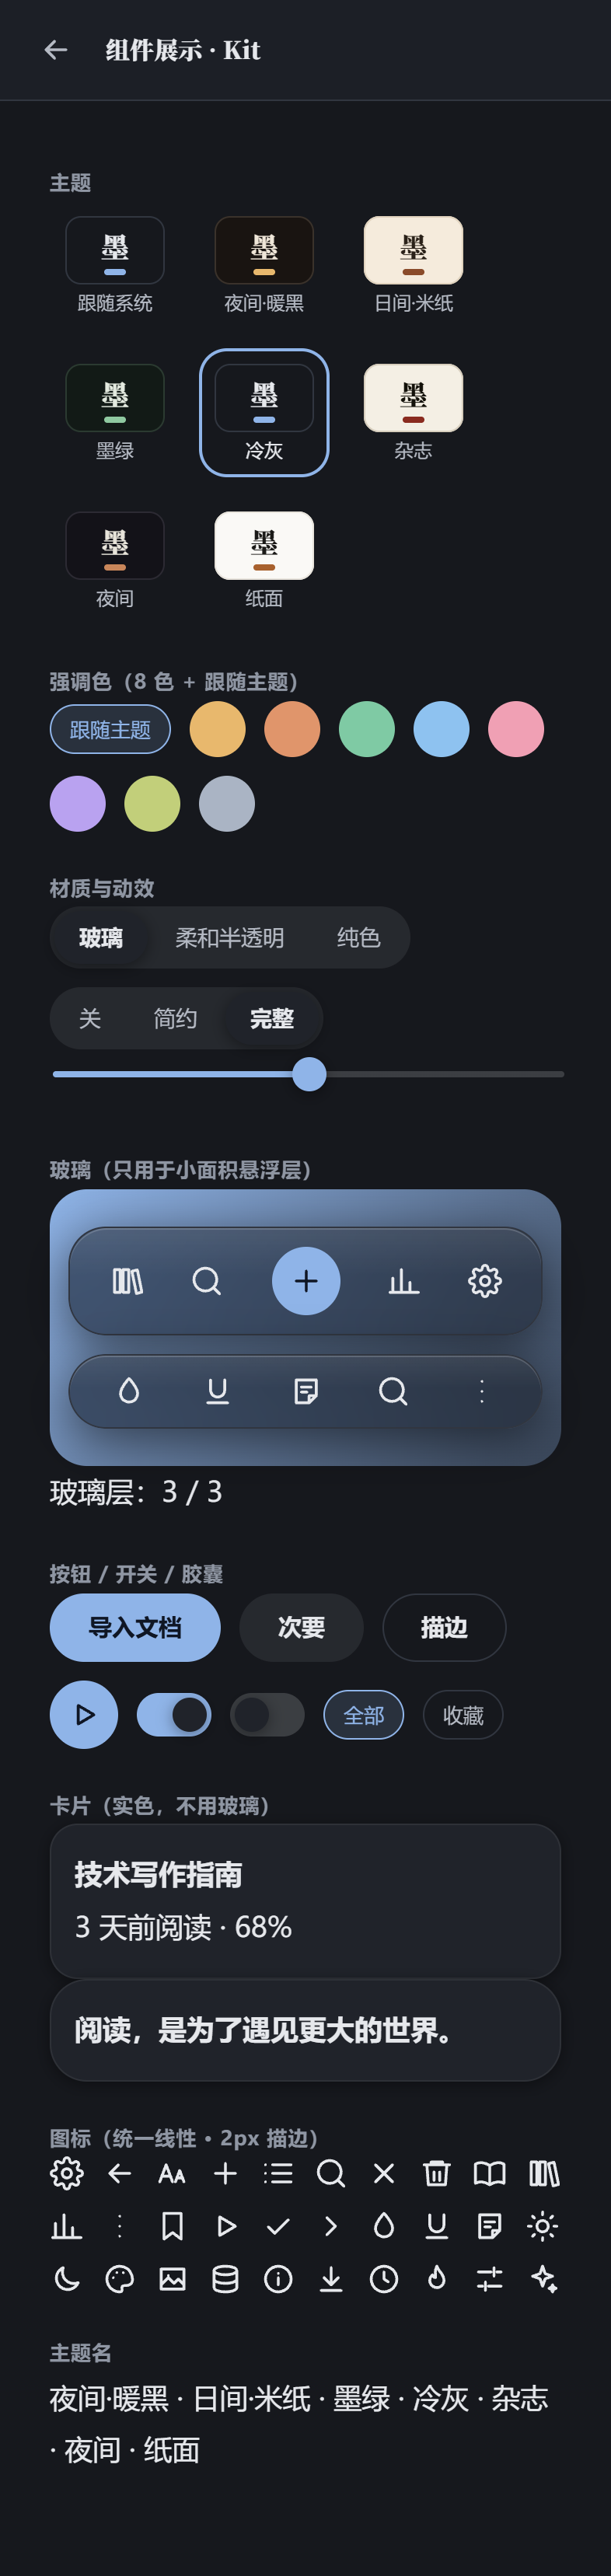 组件展示 · Kit
主题
墨 墨 墨
跟随系统 夜间·暖黑 日间·米纸
墨 墨 墨
墨绿 冷灰 杂志
墨 墨
夜间 纸面
强调色（8 色 + 跟随主题）
跟随主题
材质与动效
玻璃 柔和半透明 纯色
关 简约 完整
玻璃（只用于小面积悬浮层）
玻璃层：3 / 3
按钮 / 开关 / 胶囊
导入文档 次要 描边
全部 收藏
卡片（实色，不用玻璃）
技术写作指南
3 天前阅读 · 68%
阅读，是为了遇见更大的世界。
图标（统一线性 • 2px 描边）
主题名
夜间·暖黑 · 日间·米纸 · 墨绿 · 冷灰 · 杂志
· 夜间 · 纸面